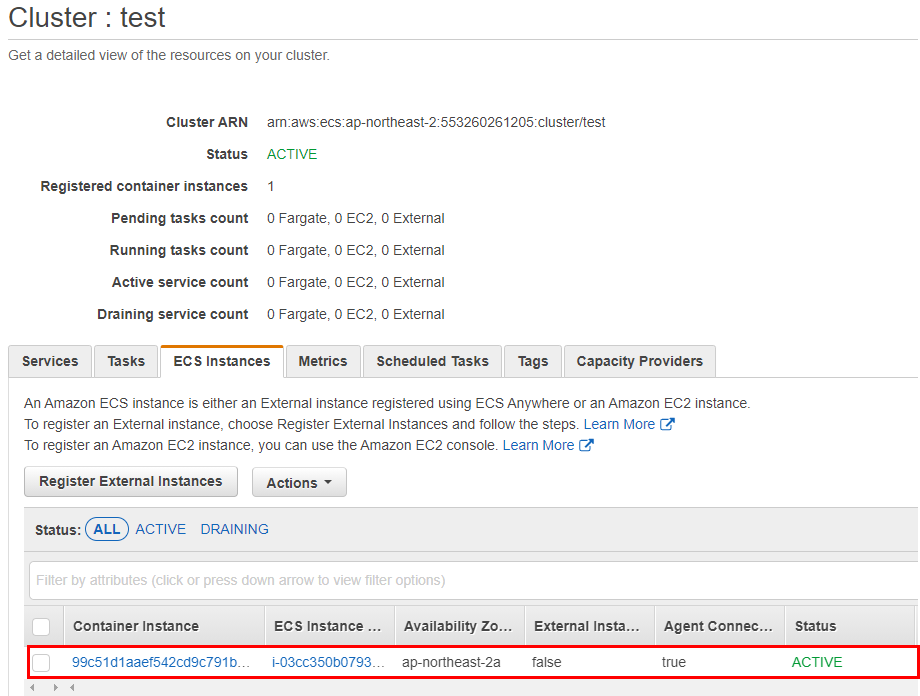 Cluster : test
Get a detailed view of the resources on your cluster.
Cluster ARN arn:aws:ecs:ap-northeast-2:553260261205:cluster/test
Status ACTIVE
Registered container instances 1
Pending tasks count 0 Fargate, 0 EC2, 0 External
Running tasks count 0 Fargate, 0 EC2, 0 External
Active service count 0 Fargate, 0 EC2, 0 External
Draining service count 0 Fargate, 0 EC2, 0 External
Services Tasks ECS Instances Metrics Scheduled Tasks Tags Capacity Providers
An Amazon ECS instance is either an External instance registered using ECS Anywhere or an Amazon EC2 instance.
To register an External instance, choose Register External Instances and follow the steps. Learn More
To register an Amazon EC2 instance, you can use the Amazon EC2 console. Learn More
Register External Instances Actions
Status: ALL ACTIVE DRAINING
Filter by attributes (click or press down arrow to view filter options)
Container Instance ECS Instance ... Availability Zo... External Insta... Agent Connec... Status
99c51d1aaef542cd9c791b... i-03cc350b0793... ap-northeast-2a false true ACTIVE